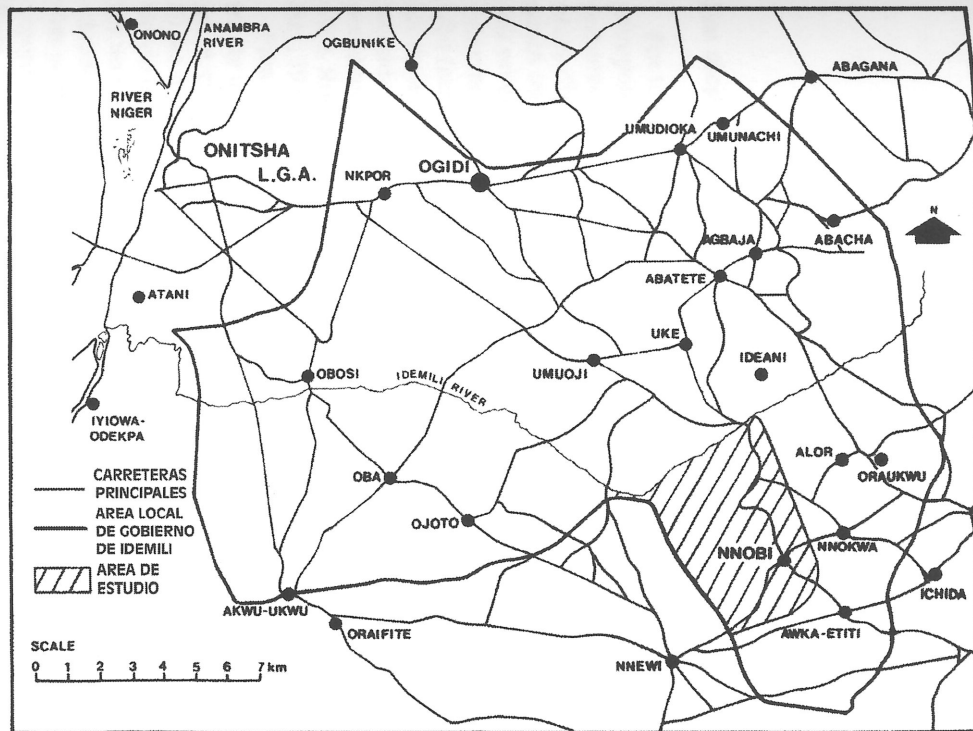 ONONO
ANAMBRA
RIVER
OGBUNIKE
ABAGANA
RIVER
NIGER
UMUDIOKA
UMUNACHI
ONITSHA
L.G.A.
OGIDI
NKPOR
N
ABACHA
AGBAJA
ABATETE
ATANI
UKE
IDEANI
OBOSI
IDEMILI RIVER
UMUOJI
IYIOWA-
ODEKPA
ALOR
ORAUKWU
OBA
CARRETERAS
PRINCIPALES
AREA LOCAL
DE GOBIERNO
DE IDEMILI
AREA DE
ESTUDIO
OJOTO
NNOBI
NNOKWA
ICHIDA
AKWU-UKWU
AWKA-ETITI
ORAIFITE
NNEWI
SCALE
0 1 2 3 4 5 6 7 km